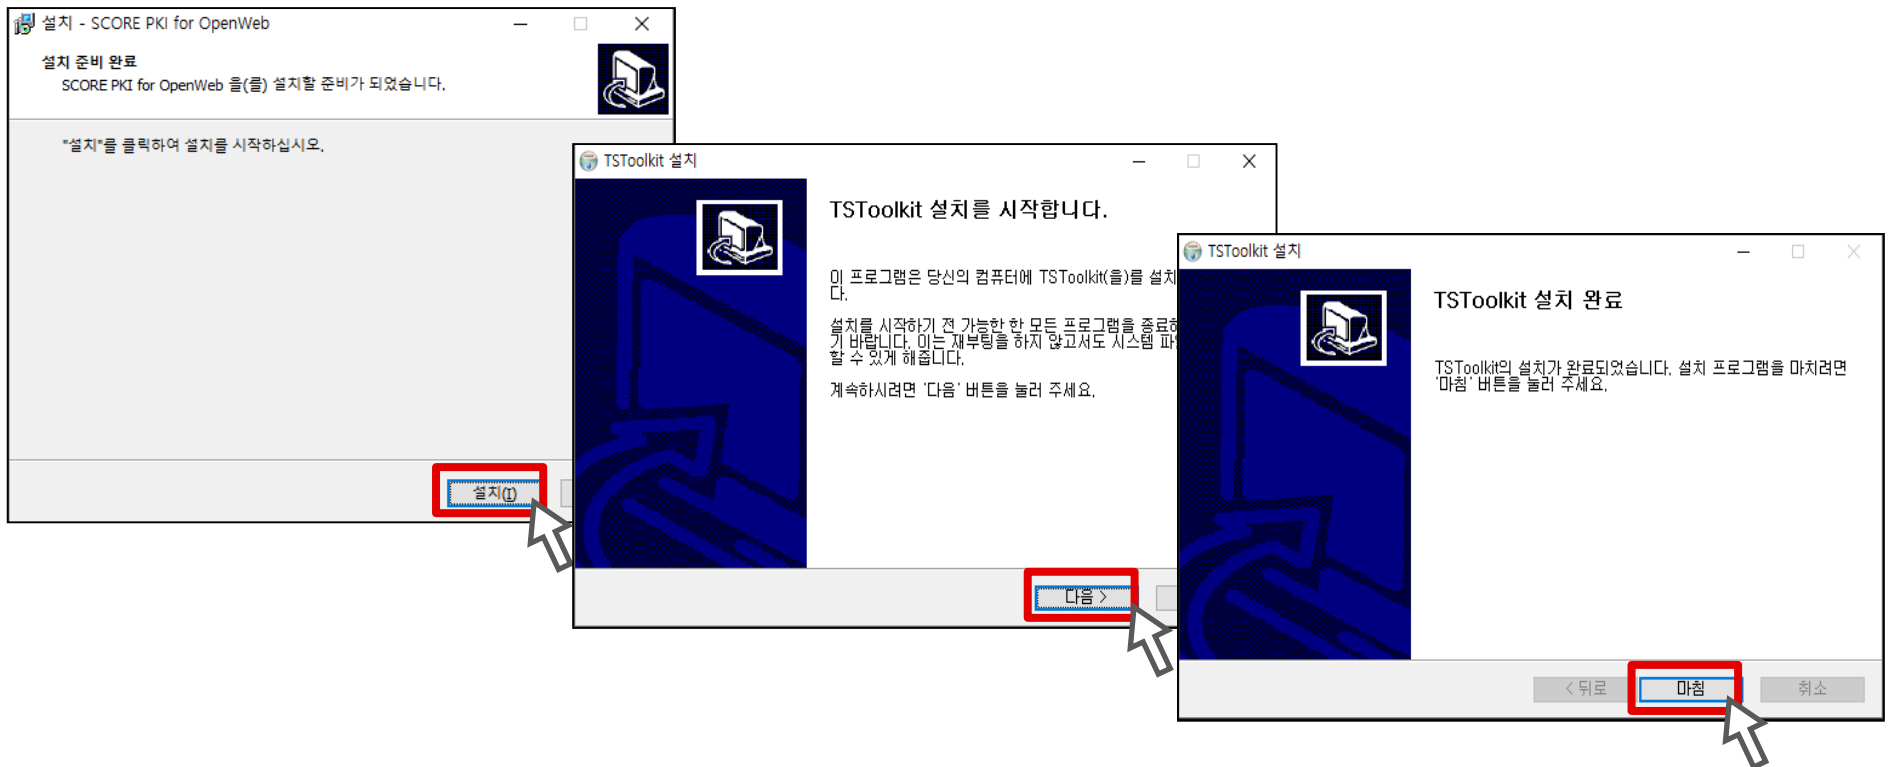 설치 - SCORE PKI for OpenWeb
설치 준비 완료
SCORE PKI for OpenWeb 을(를) 설치할 준비가 되었습니다.
"설치"를 클릭하여 설치를 시작하십시오.
설치(I)
TSToolkit 설치
TSToolkit 설치를 시작합니다.
이 프로그램은 당신의 컴퓨터에 TSToolkit(을)를 설치
다.
설치를 시작하기 전 가능한 한 모든 프로그램을 종료하
기 바랍니다. 이는 재부팅을 하지 않고서도 시스템 파
할 수 있게 해줍니다.
계속하시려면 '다음' 버튼을 눌러 주세요.
다음 >
TSToolkit 설치
TSToolkit 설치 완료
TSToolkit의 설치가 완료되었습니다. 설치 프로그램을 마치려면
'마침' 버튼을 눌러 주세요.
< 뒤로
마침
취소